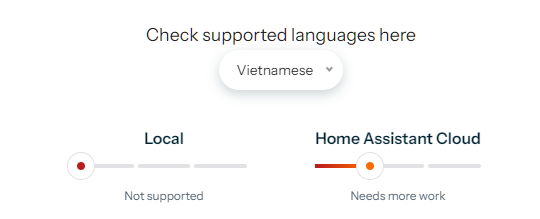 Check supported languages here
Vietnamese
Local
Home Assistant Cloud
Not supported
Needs more work